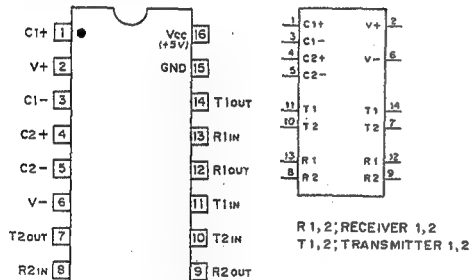 C1+ 1
V+ 2
C1- 3
C2+ 4
C2- 5
V- 6
T2OUT 7
R2IN 8
16 Vcc (+5V)
15 GND
14 T1OUT
13 R1IN
12 R1OUT
11 T1IN
10 T2IN
9 R2OUT
1 C1+ V+ 2
3 C1-
4 C2+ V- 6
5 C2-
11 T1 T1 14
10 T2 T2 7
13 R1 R1 12
8 R2 R2 9
R1,2;RECEIVER 1,2
T1,2;TRANSMITTER 1,2